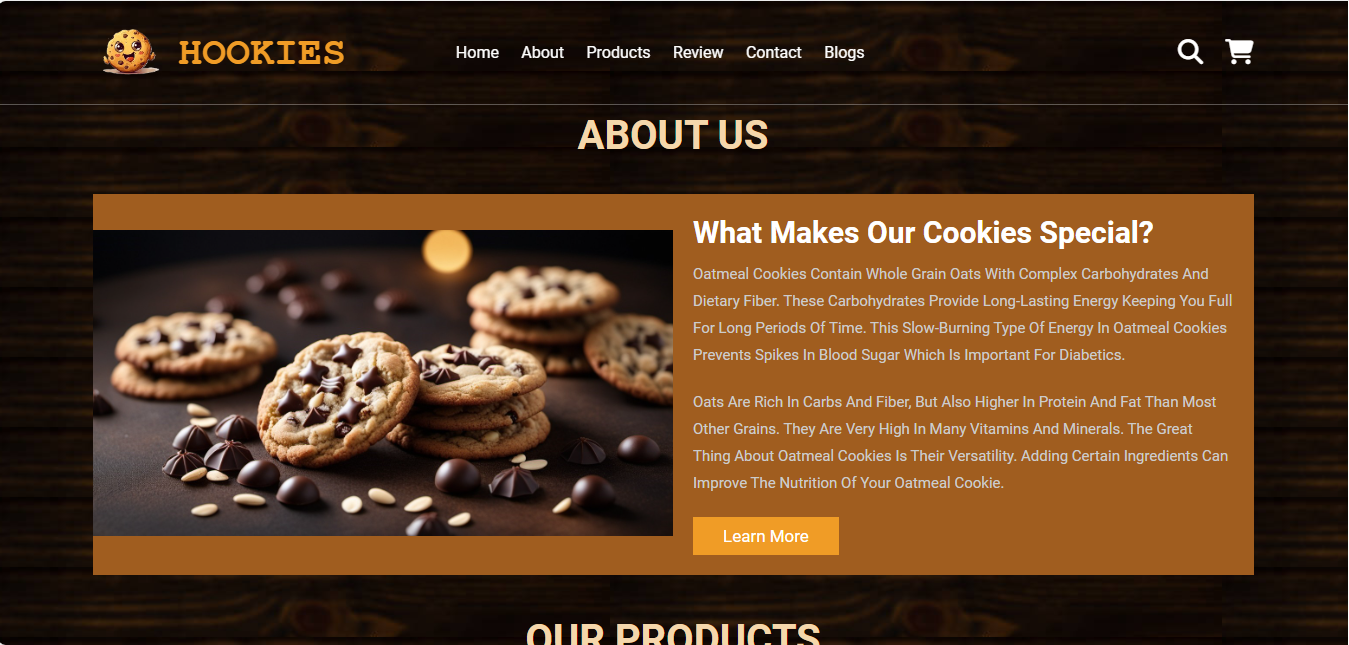 HOOKIES
Home About Products Review Contact Blogs
ABOUT US
What Makes Our Cookies Special?
Oatmeal Cookies Contain Whole Grain Oats With Complex Carbohydrates And
Dietary Fiber. These Carbohydrates Provide Long-Lasting Energy Keeping You Full
For Long Periods Of Time. This Slow-Burning Type Of Energy In Oatmeal Cookies
Prevents Spikes In Blood Sugar Which Is Important For Diabetics.
Oats Are Rich In Carbs And Fiber, But Also Higher In Protein And Fat Than Most
Other Grains. They Are Very High In Many Vitamins And Minerals. The Great
Thing About Oatmeal Cookies Is Their Versatility. Adding Certain Ingredients Can
Improve The Nutrition Of Your Oatmeal Cookie.
Learn More
OUR PRODUCTS